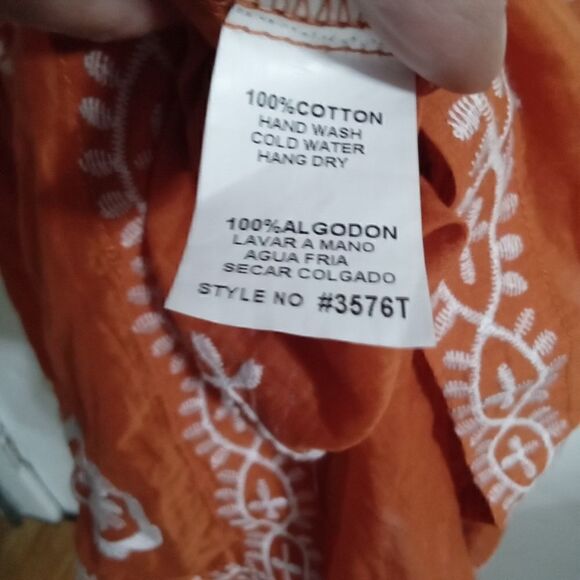 100%COTTON
HAND WASH
COLD WATER
HANG DRY
100%ALGODON
LAVAR A MANO
AGUA FRIA
SECAR COLGADO
STYLE NO #3576T